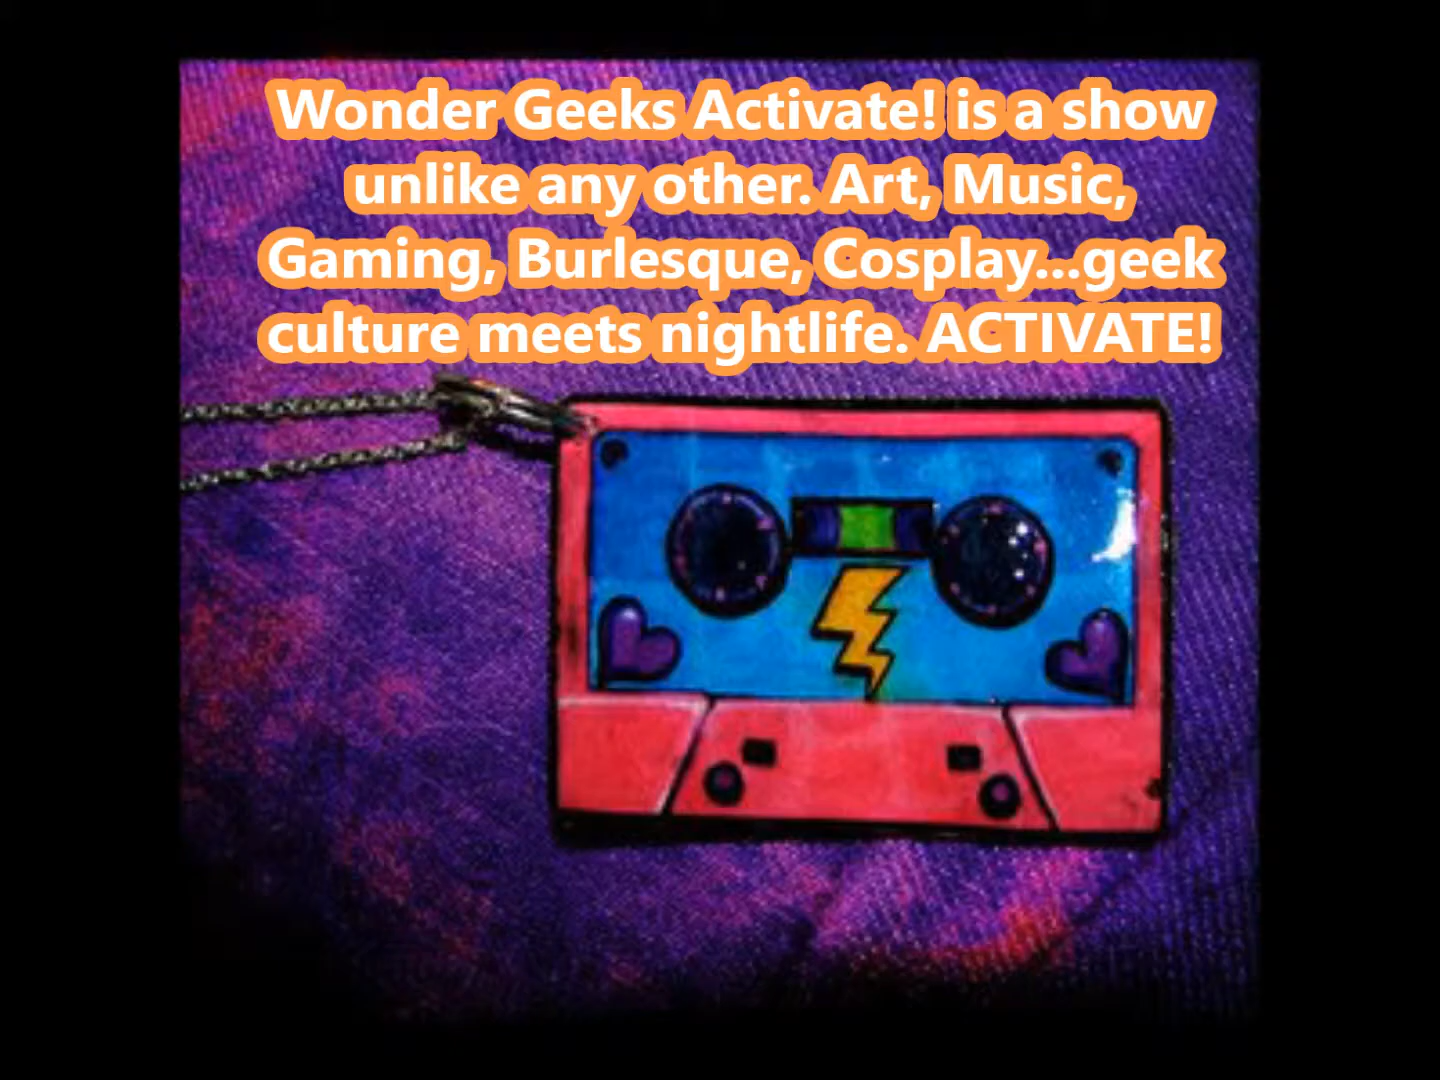 Wonder Geeks Activate! is a show
unlike any other. Art, Music,
Gaming, Burlesque, Cosplay...geek
culture meets nightlife. ACTIVATE!